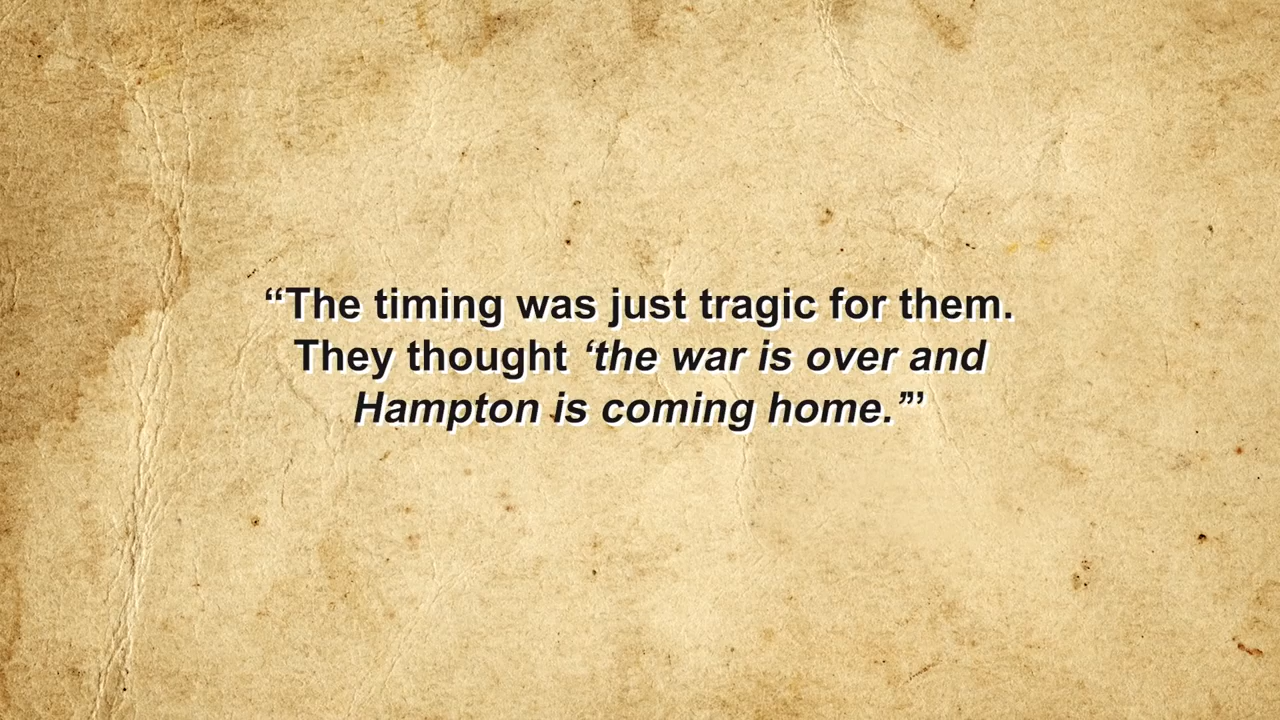 “The timing was just tragic for them.
They thought ‘the war is over and
Hampton is coming home.”’